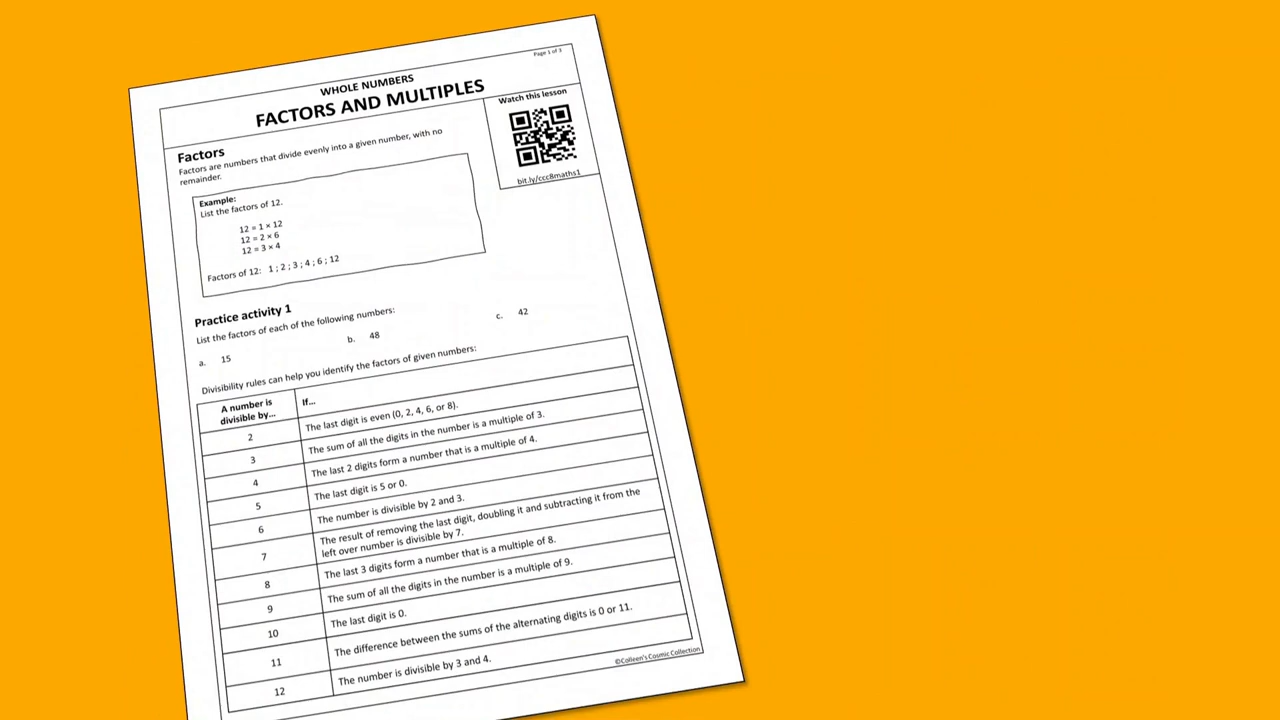 Page 1 of 3
WHOLE NUMBERS
FACTORS AND MULTIPLES
Watch this lesson
bit.ly/ccc8maths1
Factors
Factors are numbers that divide evenly into a given number, with no
remainder.
Example:
List the factors of 12.
12 = 1 × 12
12 = 2 × 6
12 = 3 × 4
Factors of 12: 1 ; 2 ; 3 ; 4 ; 6 ; 12
Practice activity 1
List the factors of each of the following numbers:
a. 15 b. 48 c. 42
Divisibility rules can help you identify the factors of given numbers:
A number is
divisible by...
If...
2 The last digit is even (0, 2, 4, 6, or 8).
3 The sum of all the digits in the number is a multiple of 3.
4 The last 2 digits form a number that is a multiple of 4.
5 The last digit is 5 or 0.
6 The number is divisible by 2 and 3.
7 The result of removing the last digit, doubling it and subtracting it from the
left over number is divisible by 7.
8 The last 3 digits form a number that is a multiple of 8.
9 The sum of all the digits in the number is a multiple of 9.
10 The last digit is 0.
11 The difference between the sums of the alternating digits is 0 or 11.
12 The number is divisible by 3 and 4.
©Colleen's Cosmic Collection